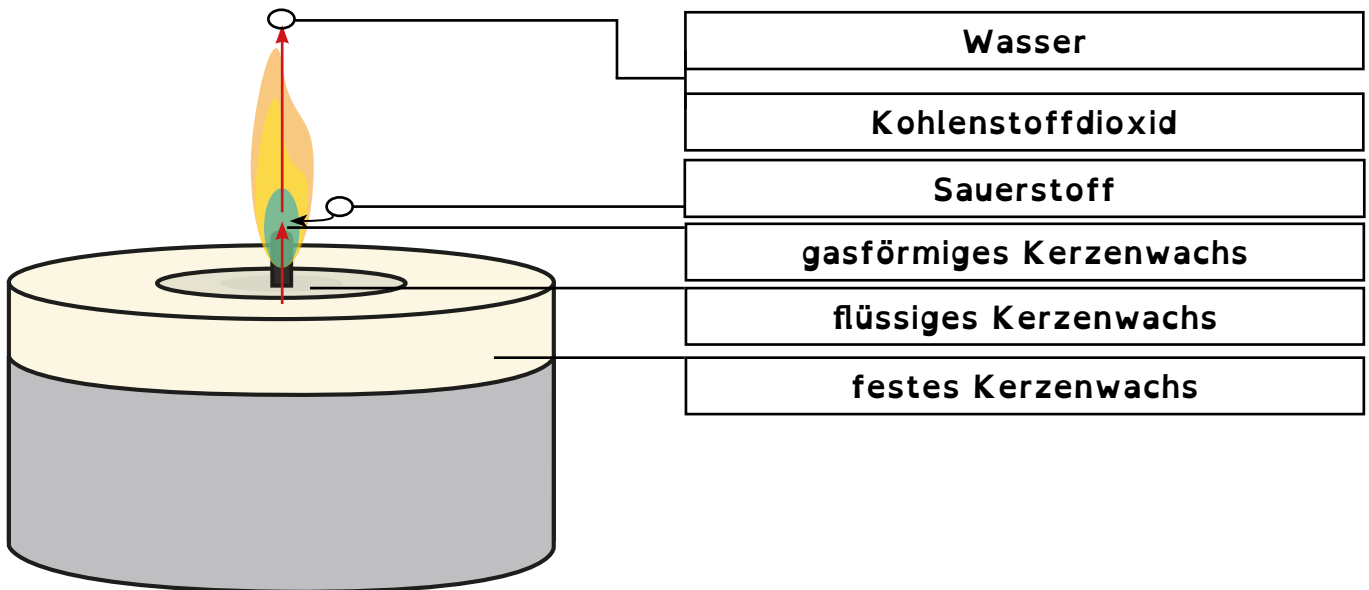 Wasser
Kohlenstoffdioxid
Sauerstoff
gasförmiges Kerzenwachs
flüssiges Kerzenwachs
festes Kerzenwachs